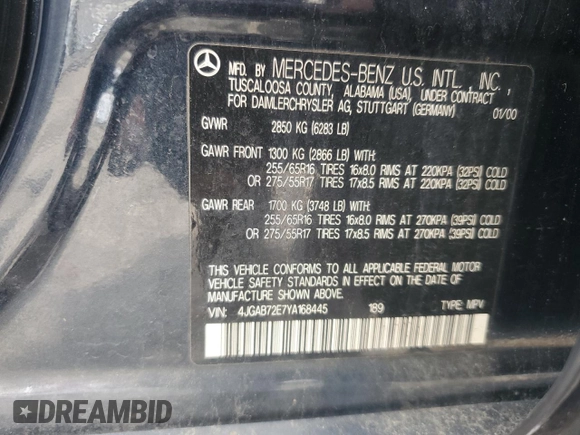 MFD. BY MERCEDES-BENZ U.S. INTL., INC.,
TUSCALOOSA COUNTY, ALABAMA (USA), UNDER CONTRACT
FOR DAIMLERCHRYSLER AG, STUTTGART (GERMANY) 01/00
GVWR 2850 KG (6283 LB)
GAWR FRONT 1300 KG (2866 LB) WITH:
255/65R16 TIRES 16x8.0 RIMS AT 220KPA (32PSI) COLD
OR 275/55R17 TIRES 17x8.5 RIMS AT 220KPA (32PSI) COLD
GAWR REAR 1700 KG (3748 LB) WITH:
255/65R16 TIRES 16x8.0 RIMS AT 270KPA (39PSI) COLD
OR 275/55R17 TIRES 17x8.5 RIMS AT 270KPA (39PSI) COLD
THIS VEHICLE CONFORMS TO ALL APPLICABLE FEDERAL MOTOR
VEHICLE SAFETY STANDARDS IN EFFECT ON THE DATE OF
MANUFACTURE SHOWN ABOVE.
VIN: 4JGAB72E7YA168445 189 TYPE: MPV
DREAMBID